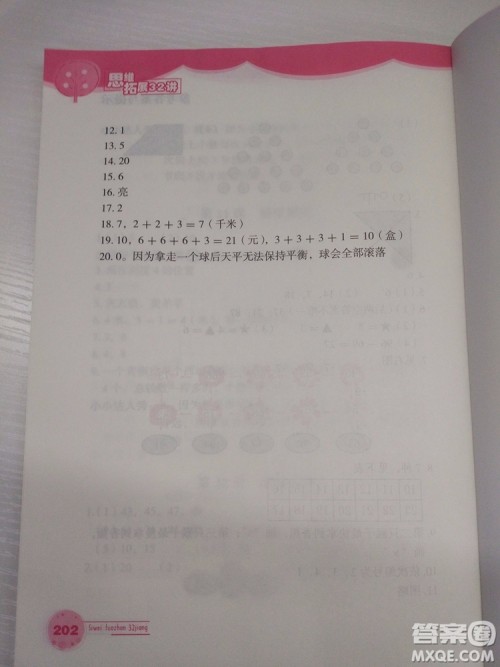 思维
拓展32讲
12. 1
13. 5
14. 20
15. 6
16. 亮
17. 2
18. 7，2＋2＋3＝7（千米）
19. 10，6＋6＋6＋3＝21（元），3＋3＋3＋1＝10（盒）
20. 0。因为拿走一个球后天平无法保持平衡，球会全部滚落
202
Siwei tuozhan 32jiang
答案圈
MXQE.COM